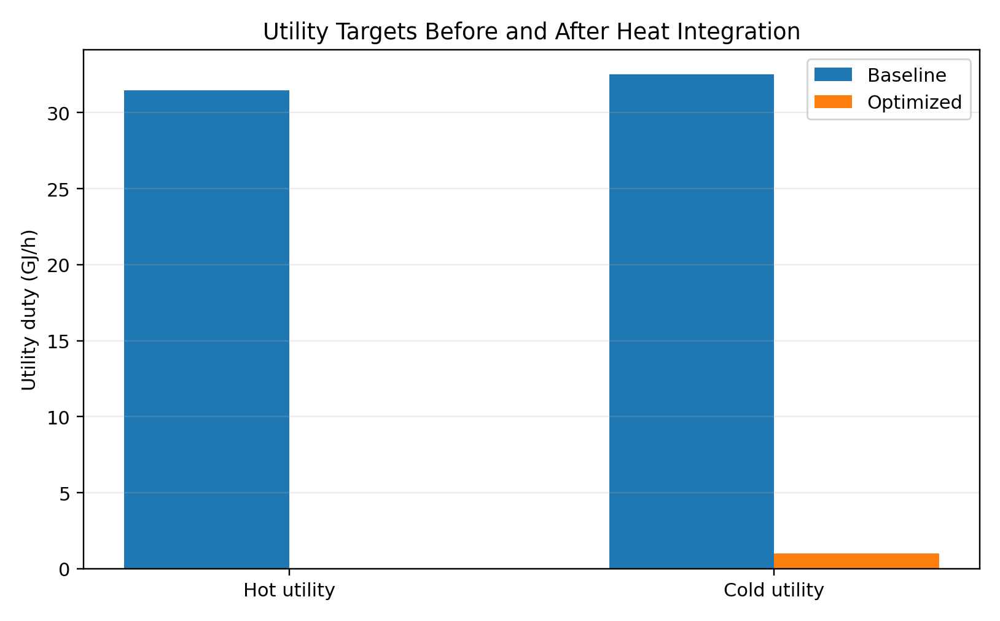 Utility Targets Before and After Heat Integration
Baseline
Optimized
Utility duty (GJ/h)
30
25
20
15
10
5
0
Hot utility
Cold utility